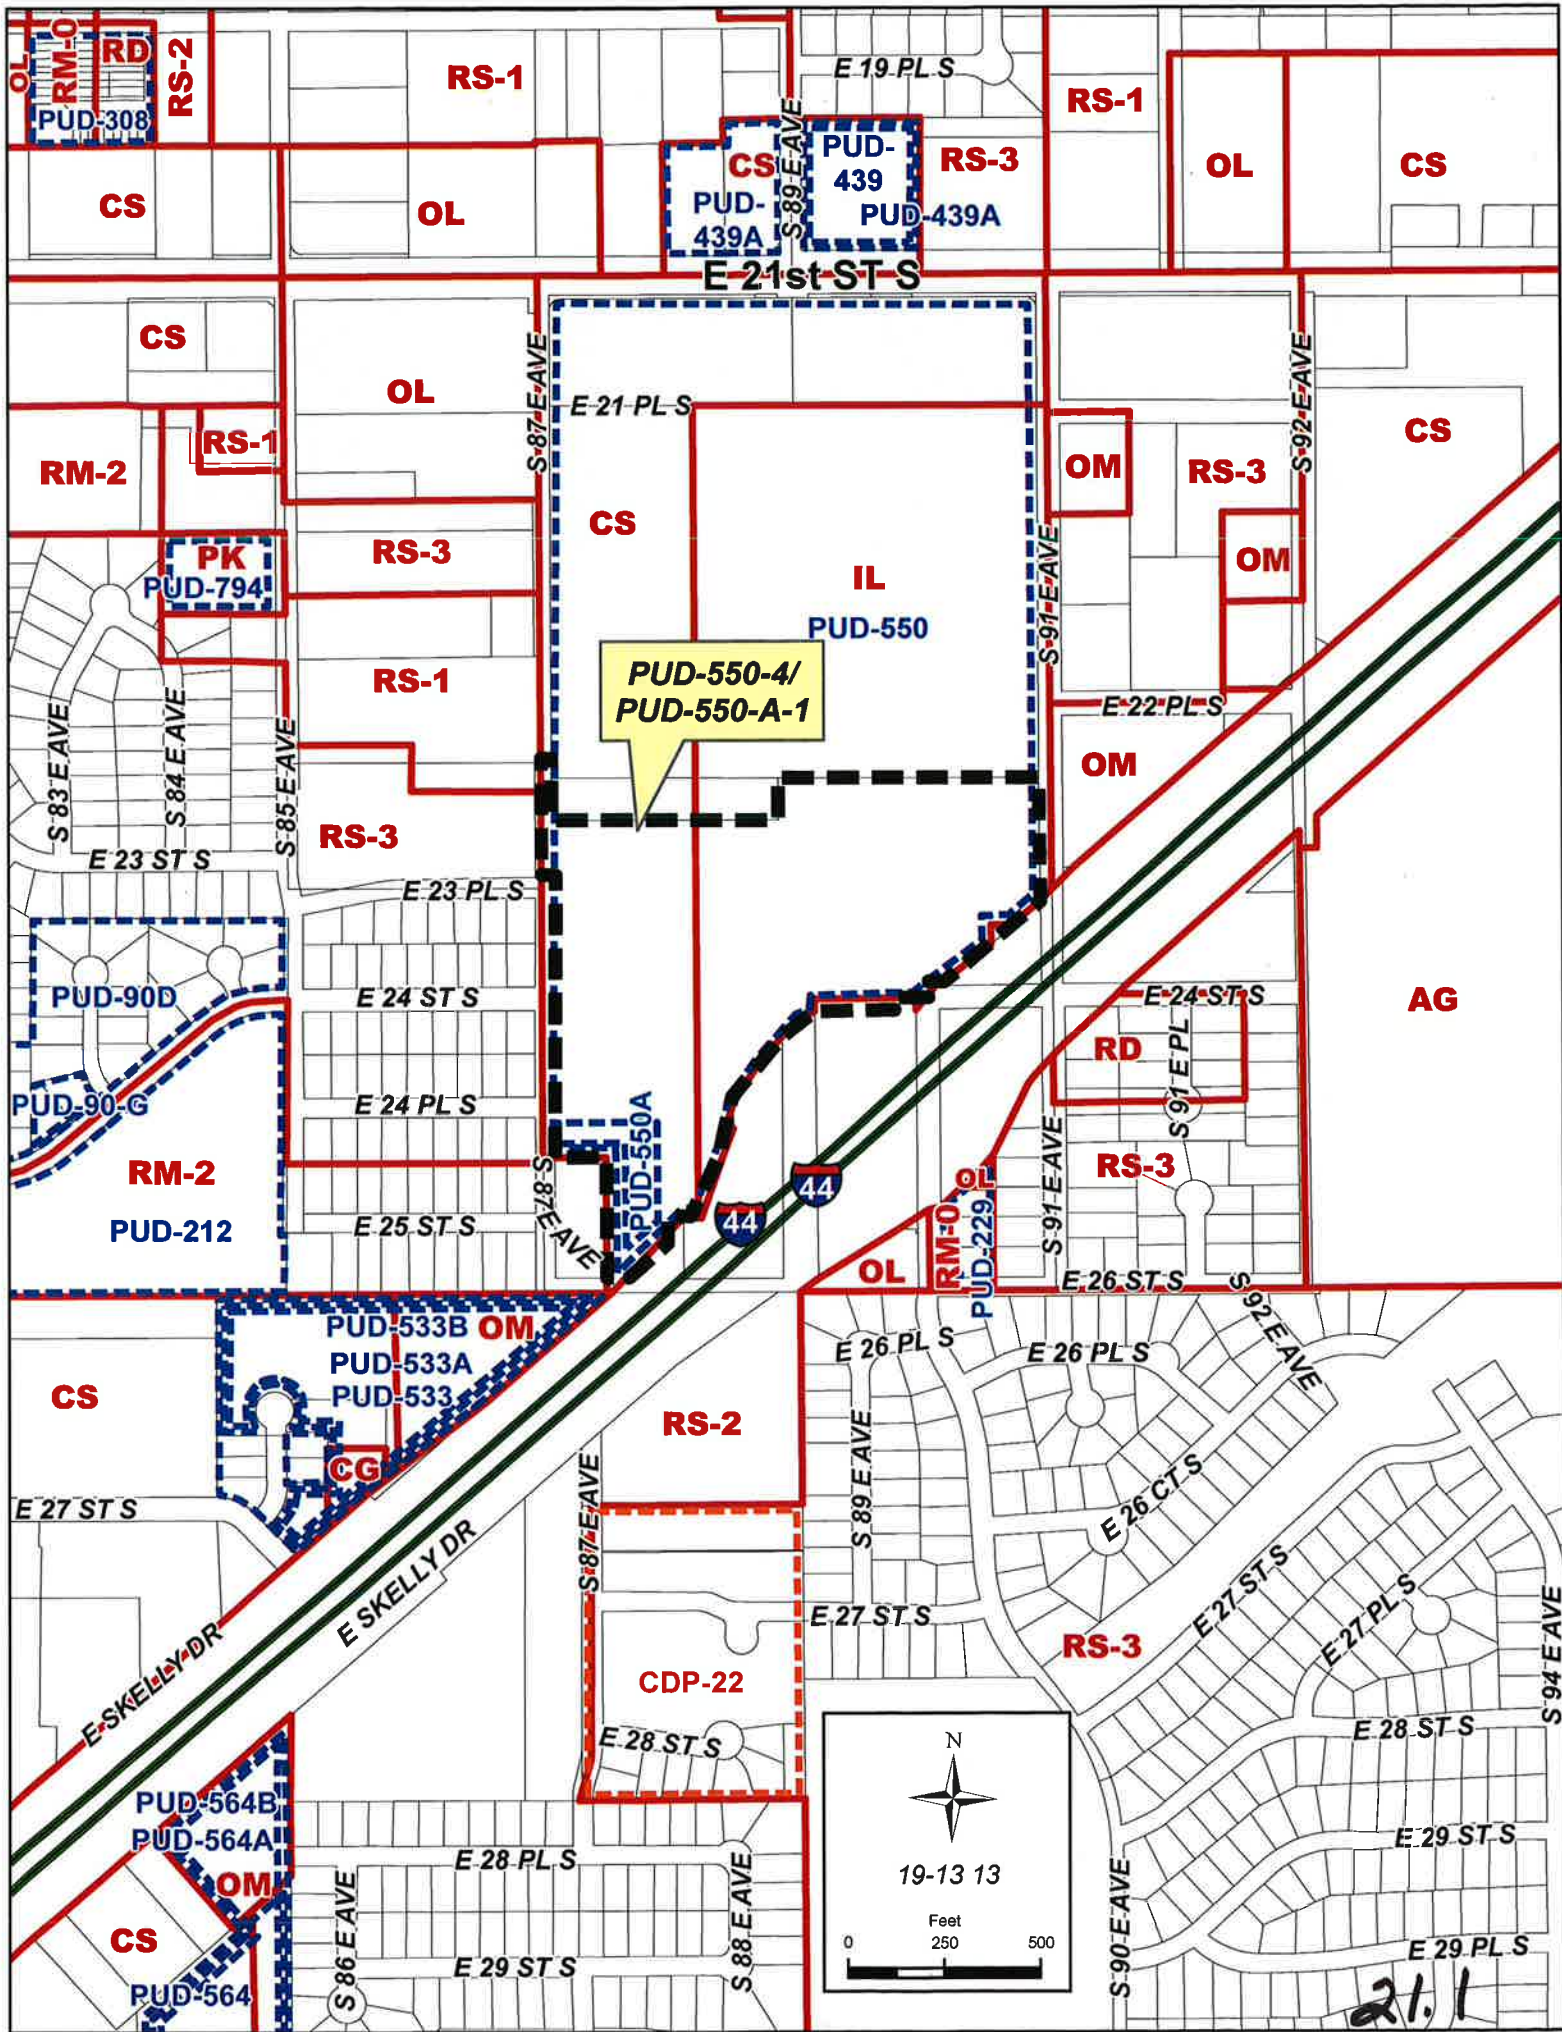 OL
RM-0
RD
RS-2
PUD-308
RS-1
E 19 PL S
RS-1
CS
OL
CS
PUD-
439A
S 89 E AVE
PUD-
439
PUD-439A
RS-3
OL
CS
E 21st ST S
CS
OL
S 87 E AVE
E 21 PL S
S 92 E AVE
CS
RM-2
RS-1
OM
RS-3
CS
PK
PUD-794
RS-3
IL
PUD-550
S 91 E AVE
OM
RS-1
PUD-550-4/
PUD-550-A-1
E 22 PL S
OM
S 83 E AVE
S 84 E AVE
S 85 E AVE
RS-3
E 23 ST S
E 23 PL S
PUD-90D
E 24 ST S
E 24 ST S
AG
RD
S 91 E PL
PUD-90-G
E 24 PL S
PUD-550A
RM-2
PUD-212
E 25 ST S
S 87 E AVE
44
44
OL
RM-0
PUD-229
OL
S 91 E AVE
RS-3
E 26 ST S
PUD-533B
OM
PUD-533A
PUD-533
S 92 E AVE
E 26 PL S
E 26 PL S
CS
CG
RS-2
S 89 E AVE
E 26 CT S
E 27 ST S
S 87 E AVE
E SKELLY DR
E SKELLY DR
E 27 ST S
E 27 ST S
E 27 PL S
RS-3
S 94 E AVE
CDP-22
E 28 ST S
E 28 ST S
PUD-564B
PUD-564A
OM
CS
PUD-564
E 28 PL S
S 86 E AVE
S 88 E AVE
E 29 ST S
N
19-13 13
Feet
0 250 500
S 90 E AVE
E 29 ST S
E 29 PL S
21.1